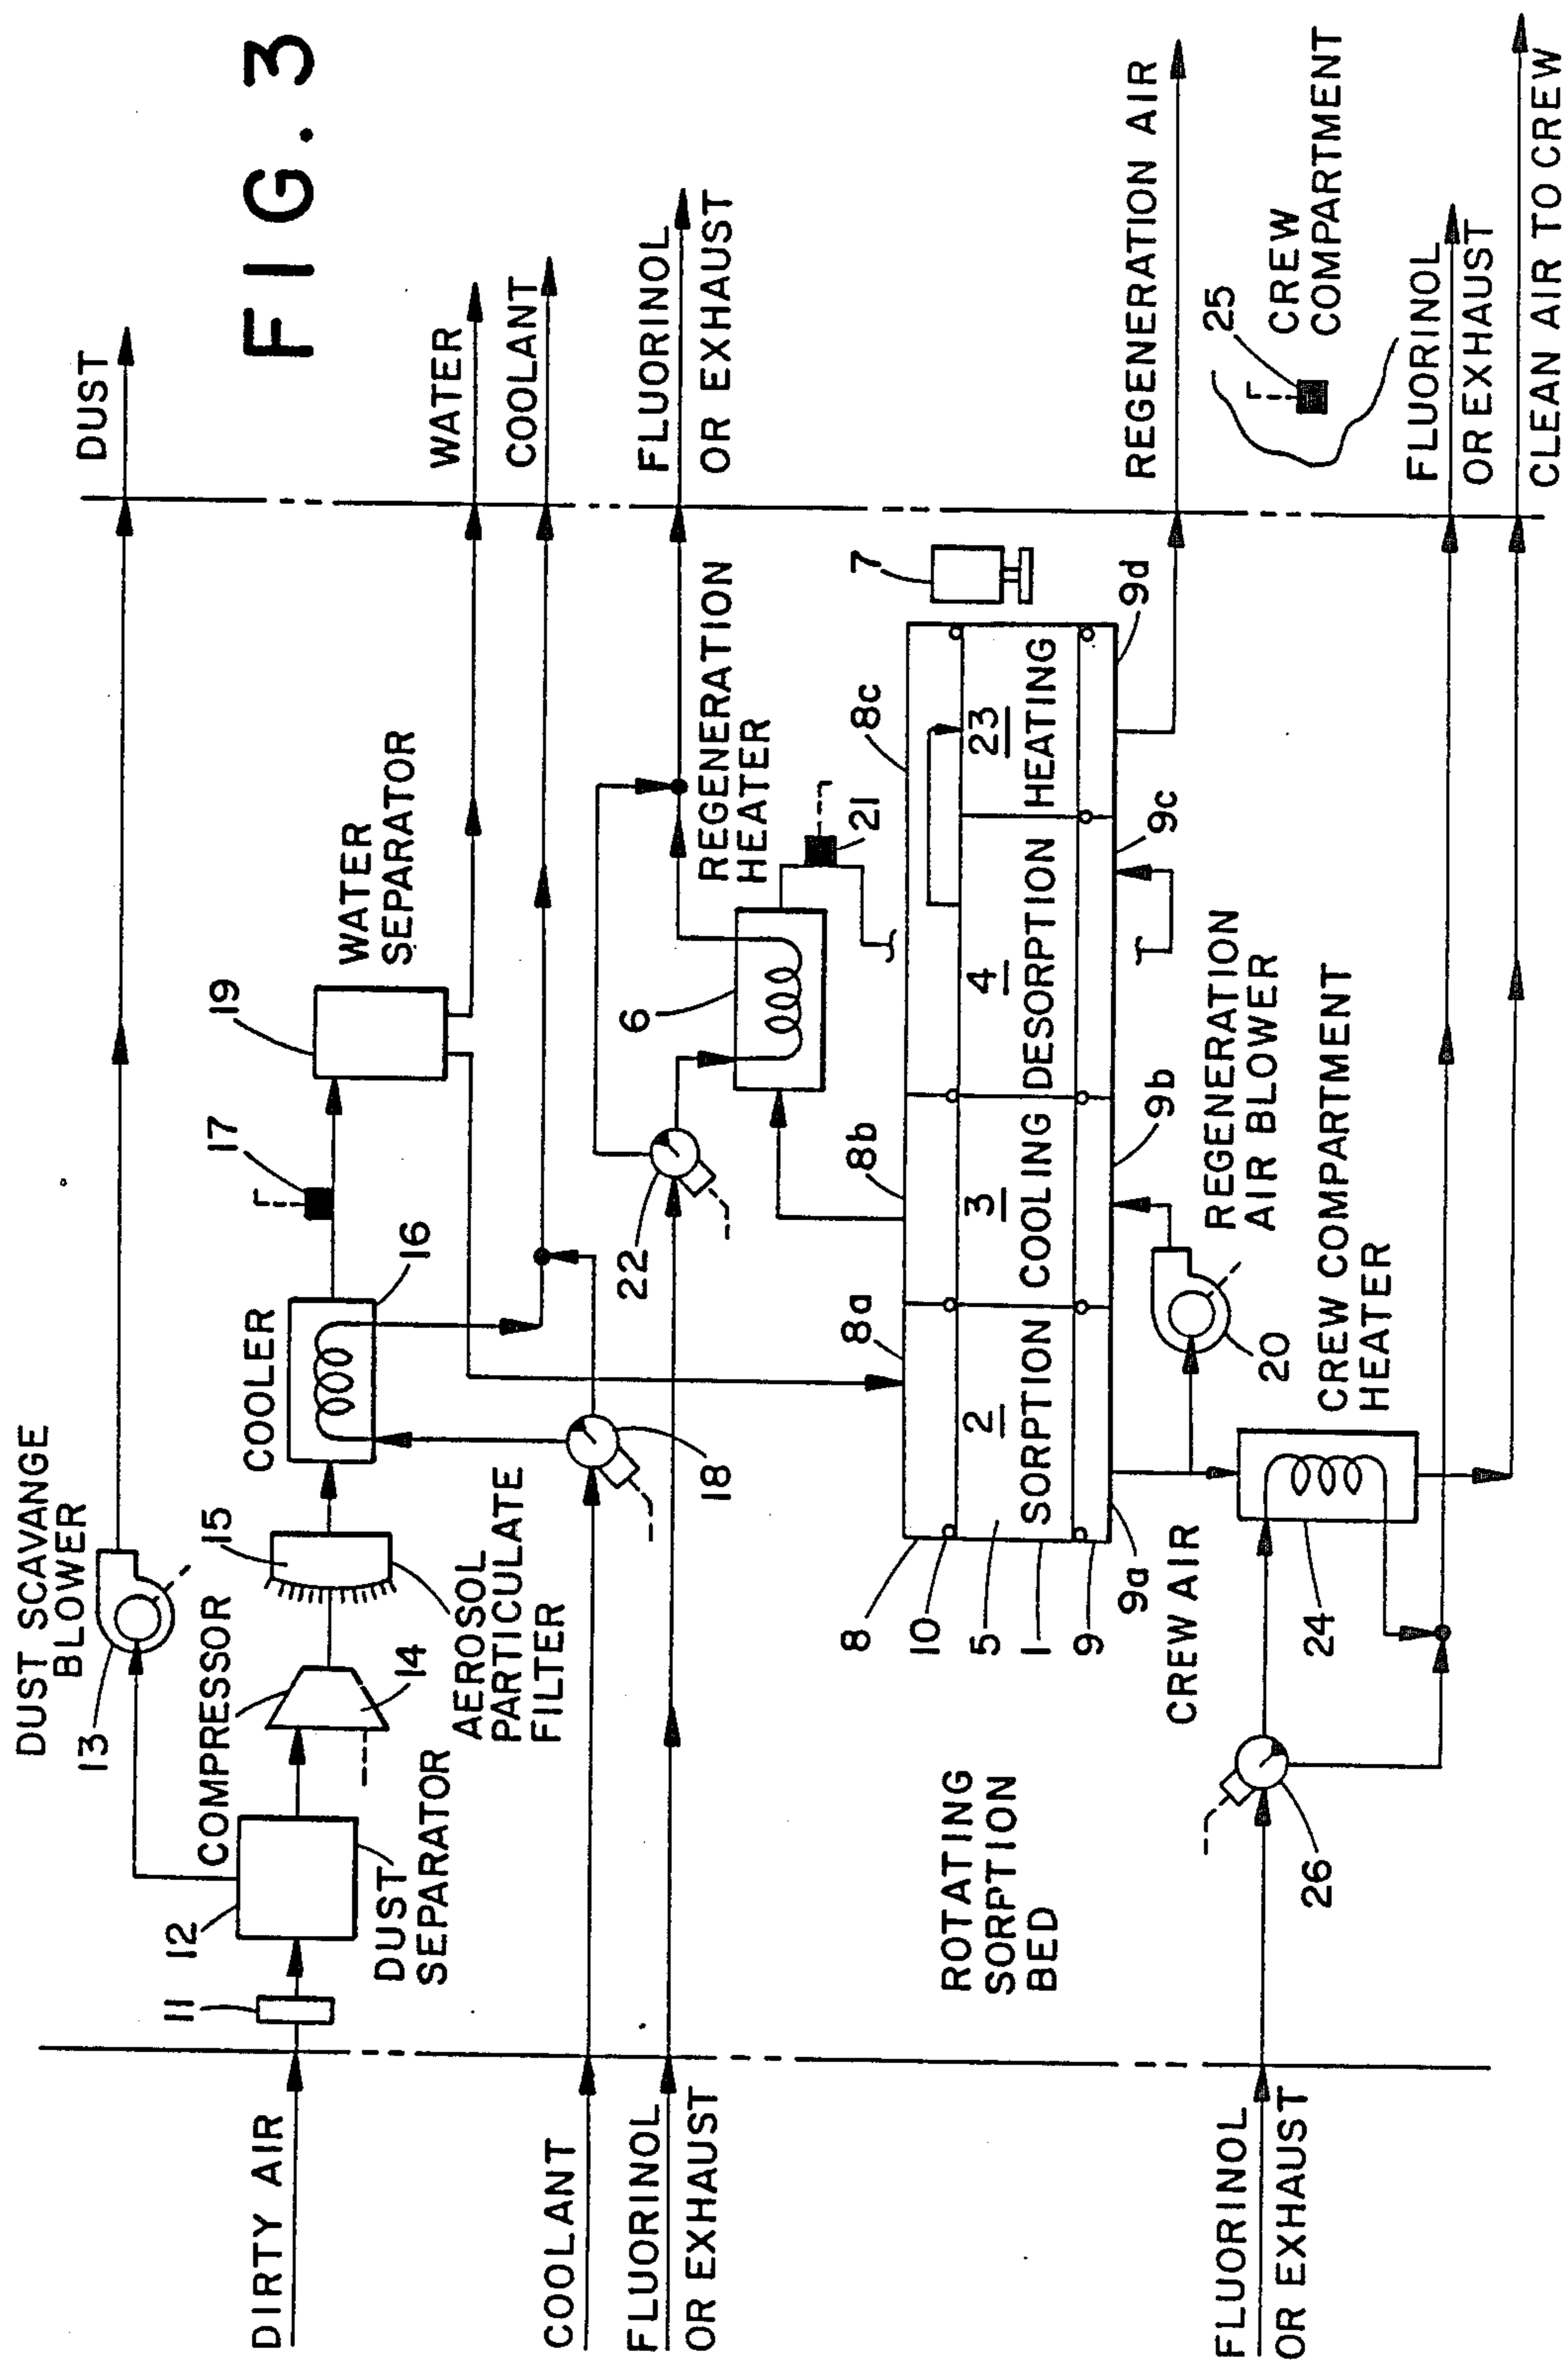 FIG. 3
DUST
WATER
COOLANT
FLUORINOL
OR EXHAUST
REGENERATION AIR
25
CREW
COMPARTMENT
FLUORINOL
OR EXHAUST
CLEAN AIR TO CREW
DUST SCAVANGE
BLOWER
13
COMPRESSOR
14
15
AEROSOL
PARTICULATE
FILTER
COOLER
16
17
19
WATER
SEPARATOR
12
11
DUST
SEPARATOR
18
22
6
REGENERATION
HEATER
21
7
8
10
5
1
9
8a
8b
8c
2
SORPTION
3
COOLING
4
DESORPTION
23
HEATING
9a
9b
9c
9d
ROTATING
SORPTION
BED
CREW AIR
20
REGENERATION
AIR BLOWER
CREW COMPARTMENT
HEATER
24
26
DIRTY AIR
COOLANT
FLUORINOL
OR EXHAUST
FLUORINOL
OR EXHAUST